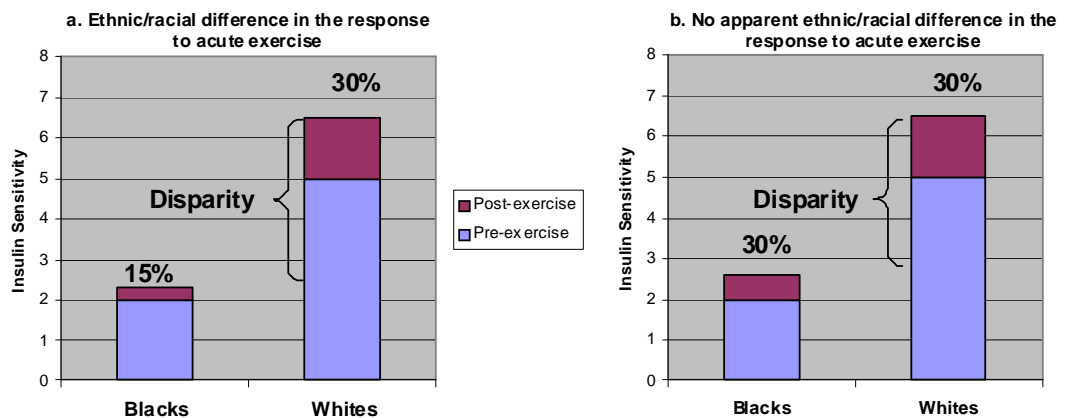 a. Ethnic/racial difference in the response
to acute exercise
8
7
6
5
4
3
2
1
0
Insulin Sensitivity
15%
30%
Disparity
Blacks
Whites
Post-exercise
Pre-exercise
b. No apparent ethnic/racial difference in the
response to acute exercise
8
7
6
5
4
3
2
1
0
Insulin Sensitivity
30%
30%
Disparity
Blacks
Whites